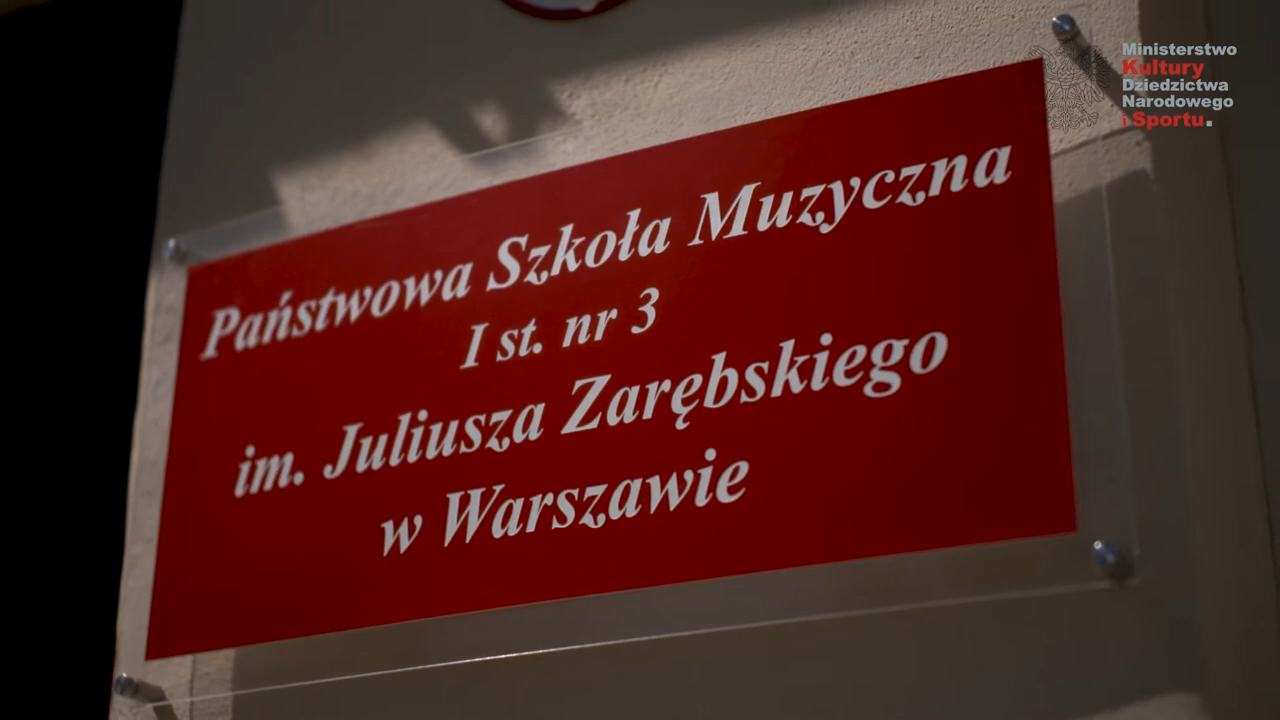 Ministerstwo
Kultury
Dziedzictwa
Narodowego
i Sportu.
Państwowa Szkoła Muzyczna
I st. nr 3
im. Juliusza Zarębskiego
w Warszawie